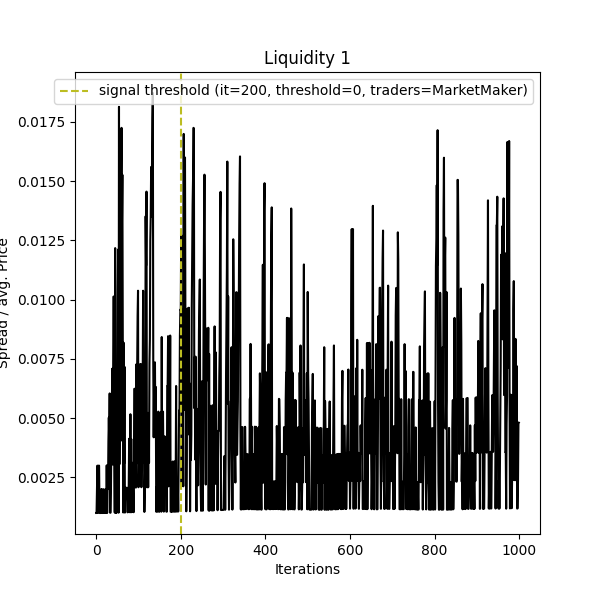 Liquidity 1
signal threshold (it=200, threshold=0, traders=MarketMaker)
0.0175
0.0150
0.0125
0.0100
0.0075
0.0050
0.0025
Spread / avg. Price
0 200 400 600 800 1000
Iterations